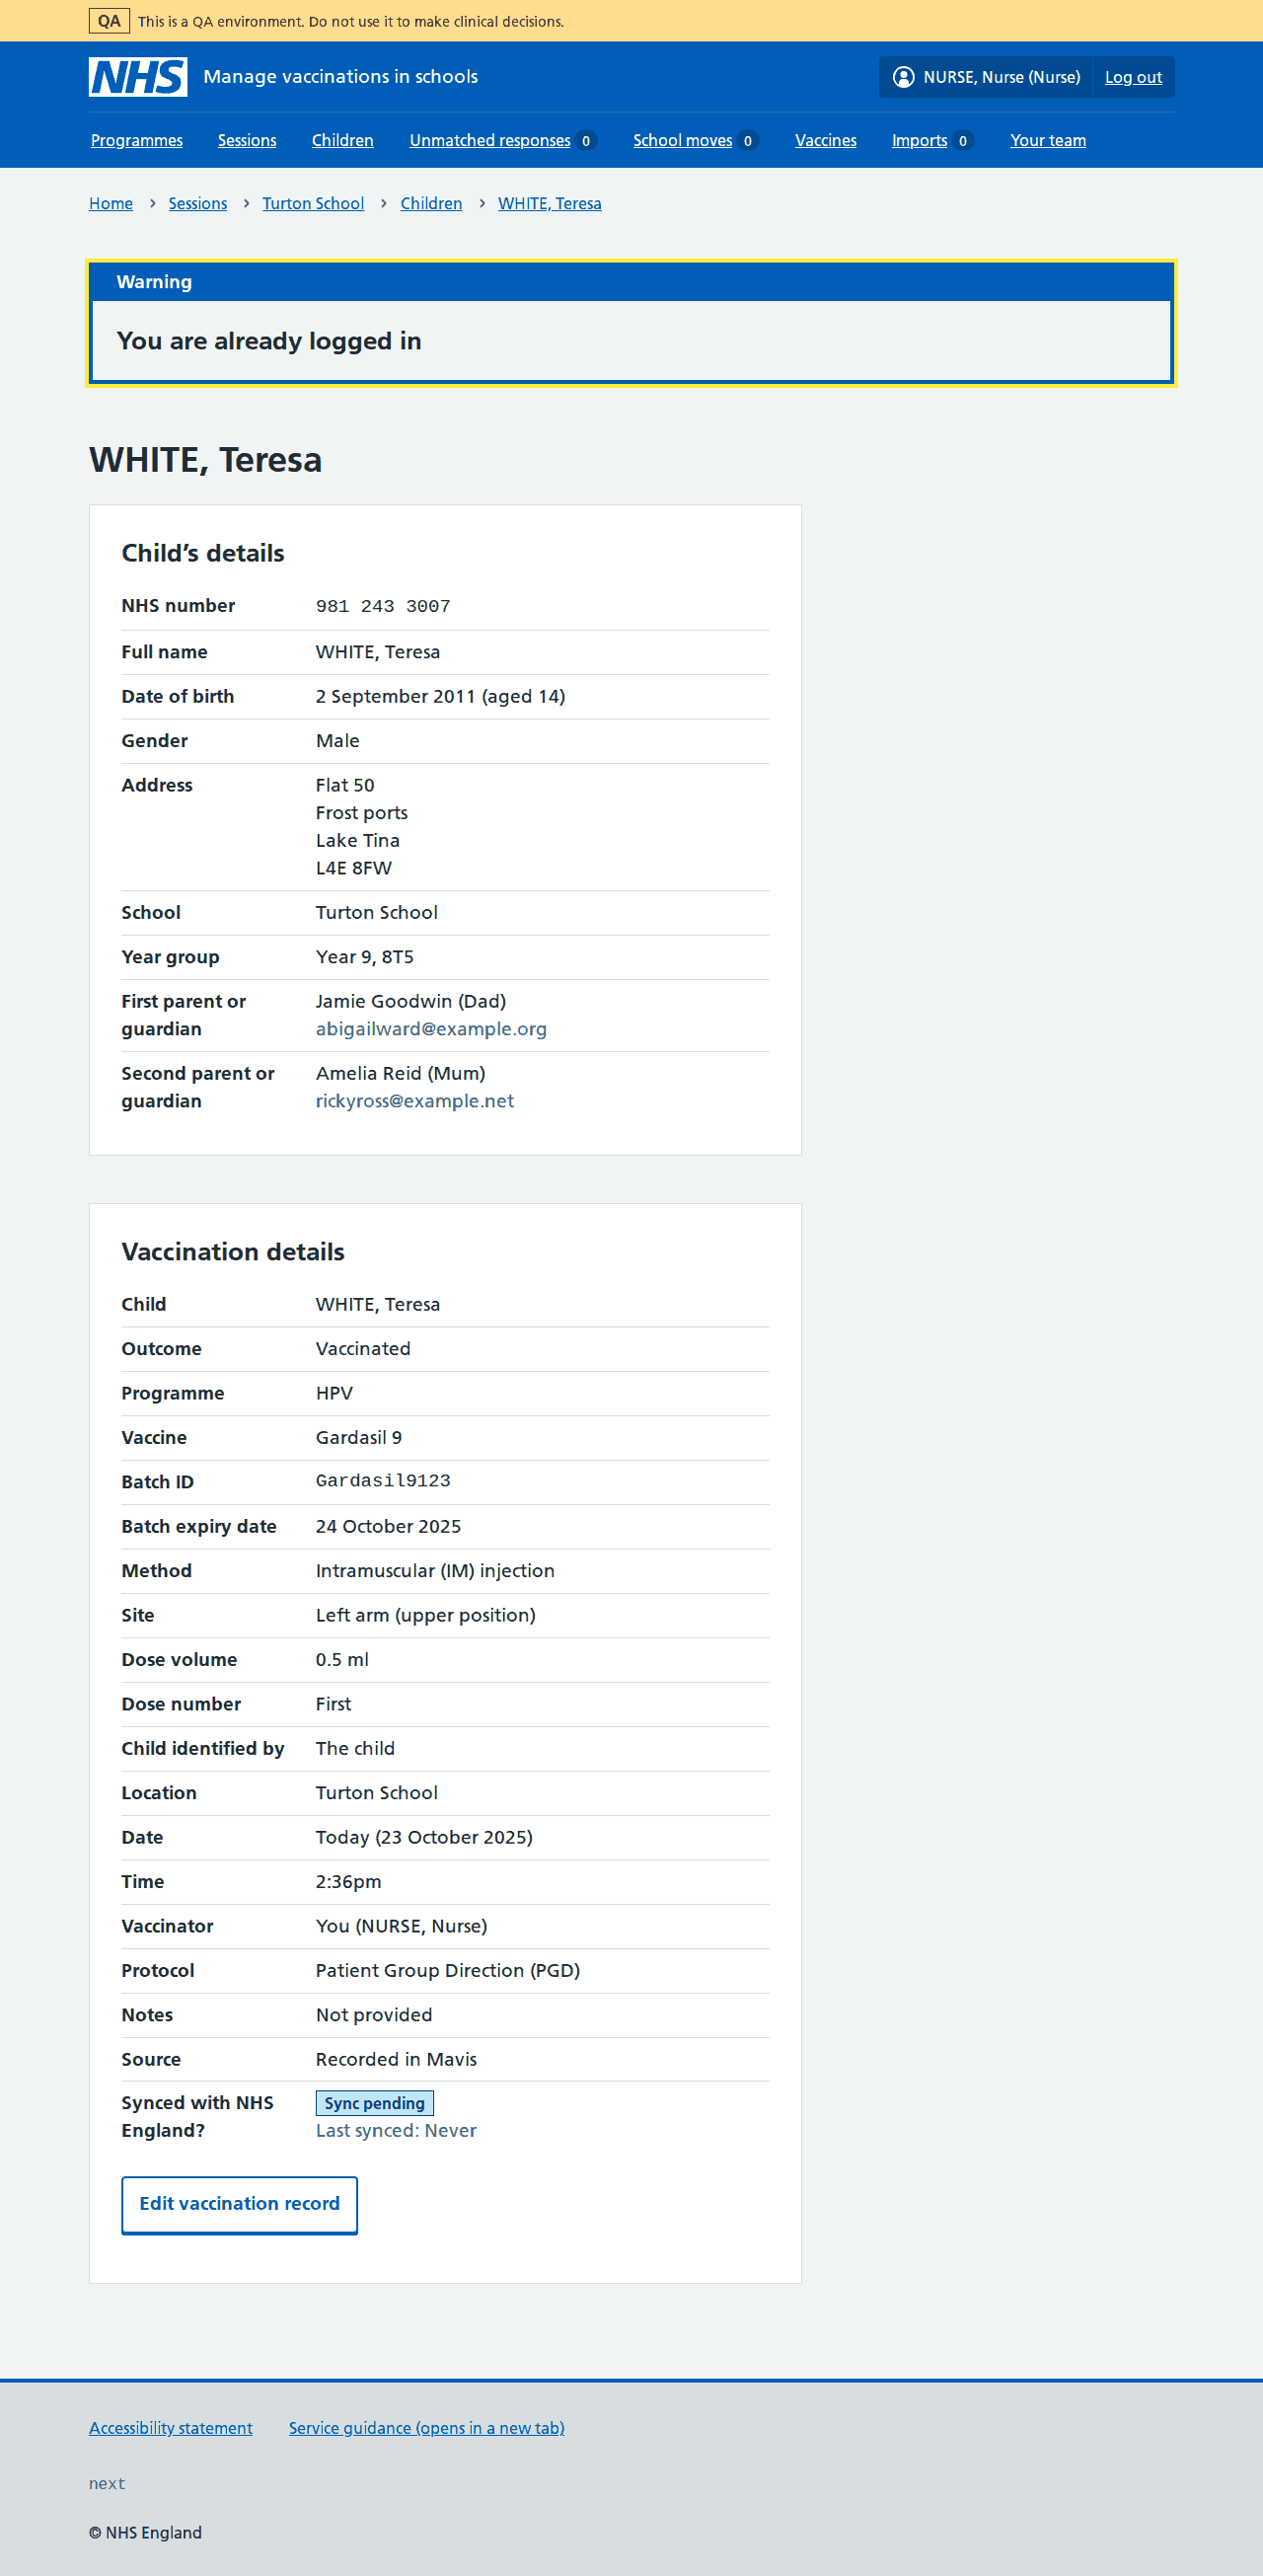 QA This is a QA environment. Do not use it to make clinical decisions.
NHS Manage vaccinations in schools NURSE, Nurse (Nurse) Log out
Programmes Sessions Children Unmatched responses 0 School moves 0 Vaccines Imports 0 Your team
Home › Sessions › Turton School › Children › WHITE, Teresa
Warning
You are already logged in
WHITE, Teresa
Child’s details
NHS number 981 243 3007
Full name WHITE, Teresa
Date of birth 2 September 2011 (aged 14)
Gender Male
Address Flat 50
Frost ports
Lake Tina
L4E 8FW
School Turton School
Year group Year 9, 8T5
First parent or Jamie Goodwin (Dad)
guardian abigailward@example.org
Second parent or Amelia Reid (Mum)
guardian rickyross@example.net
Vaccination details
Child WHITE, Teresa
Outcome Vaccinated
Programme HPV
Vaccine Gardasil 9
Batch ID Gardasil9123
Batch expiry date 24 October 2025
Method Intramuscular (IM) injection
Site Left arm (upper position)
Dose volume 0.5 ml
Dose number First
Child identified by The child
Location Turton School
Date Today (23 October 2025)
Time 2:36pm
Vaccinator You (NURSE, Nurse)
Protocol Patient Group Direction (PGD)
Notes Not provided
Source Recorded in Mavis
Synced with NHS Sync pending
England? Last synced: Never
Edit vaccination record
Accessibility statement Service guidance (opens in a new tab)
next
© NHS England